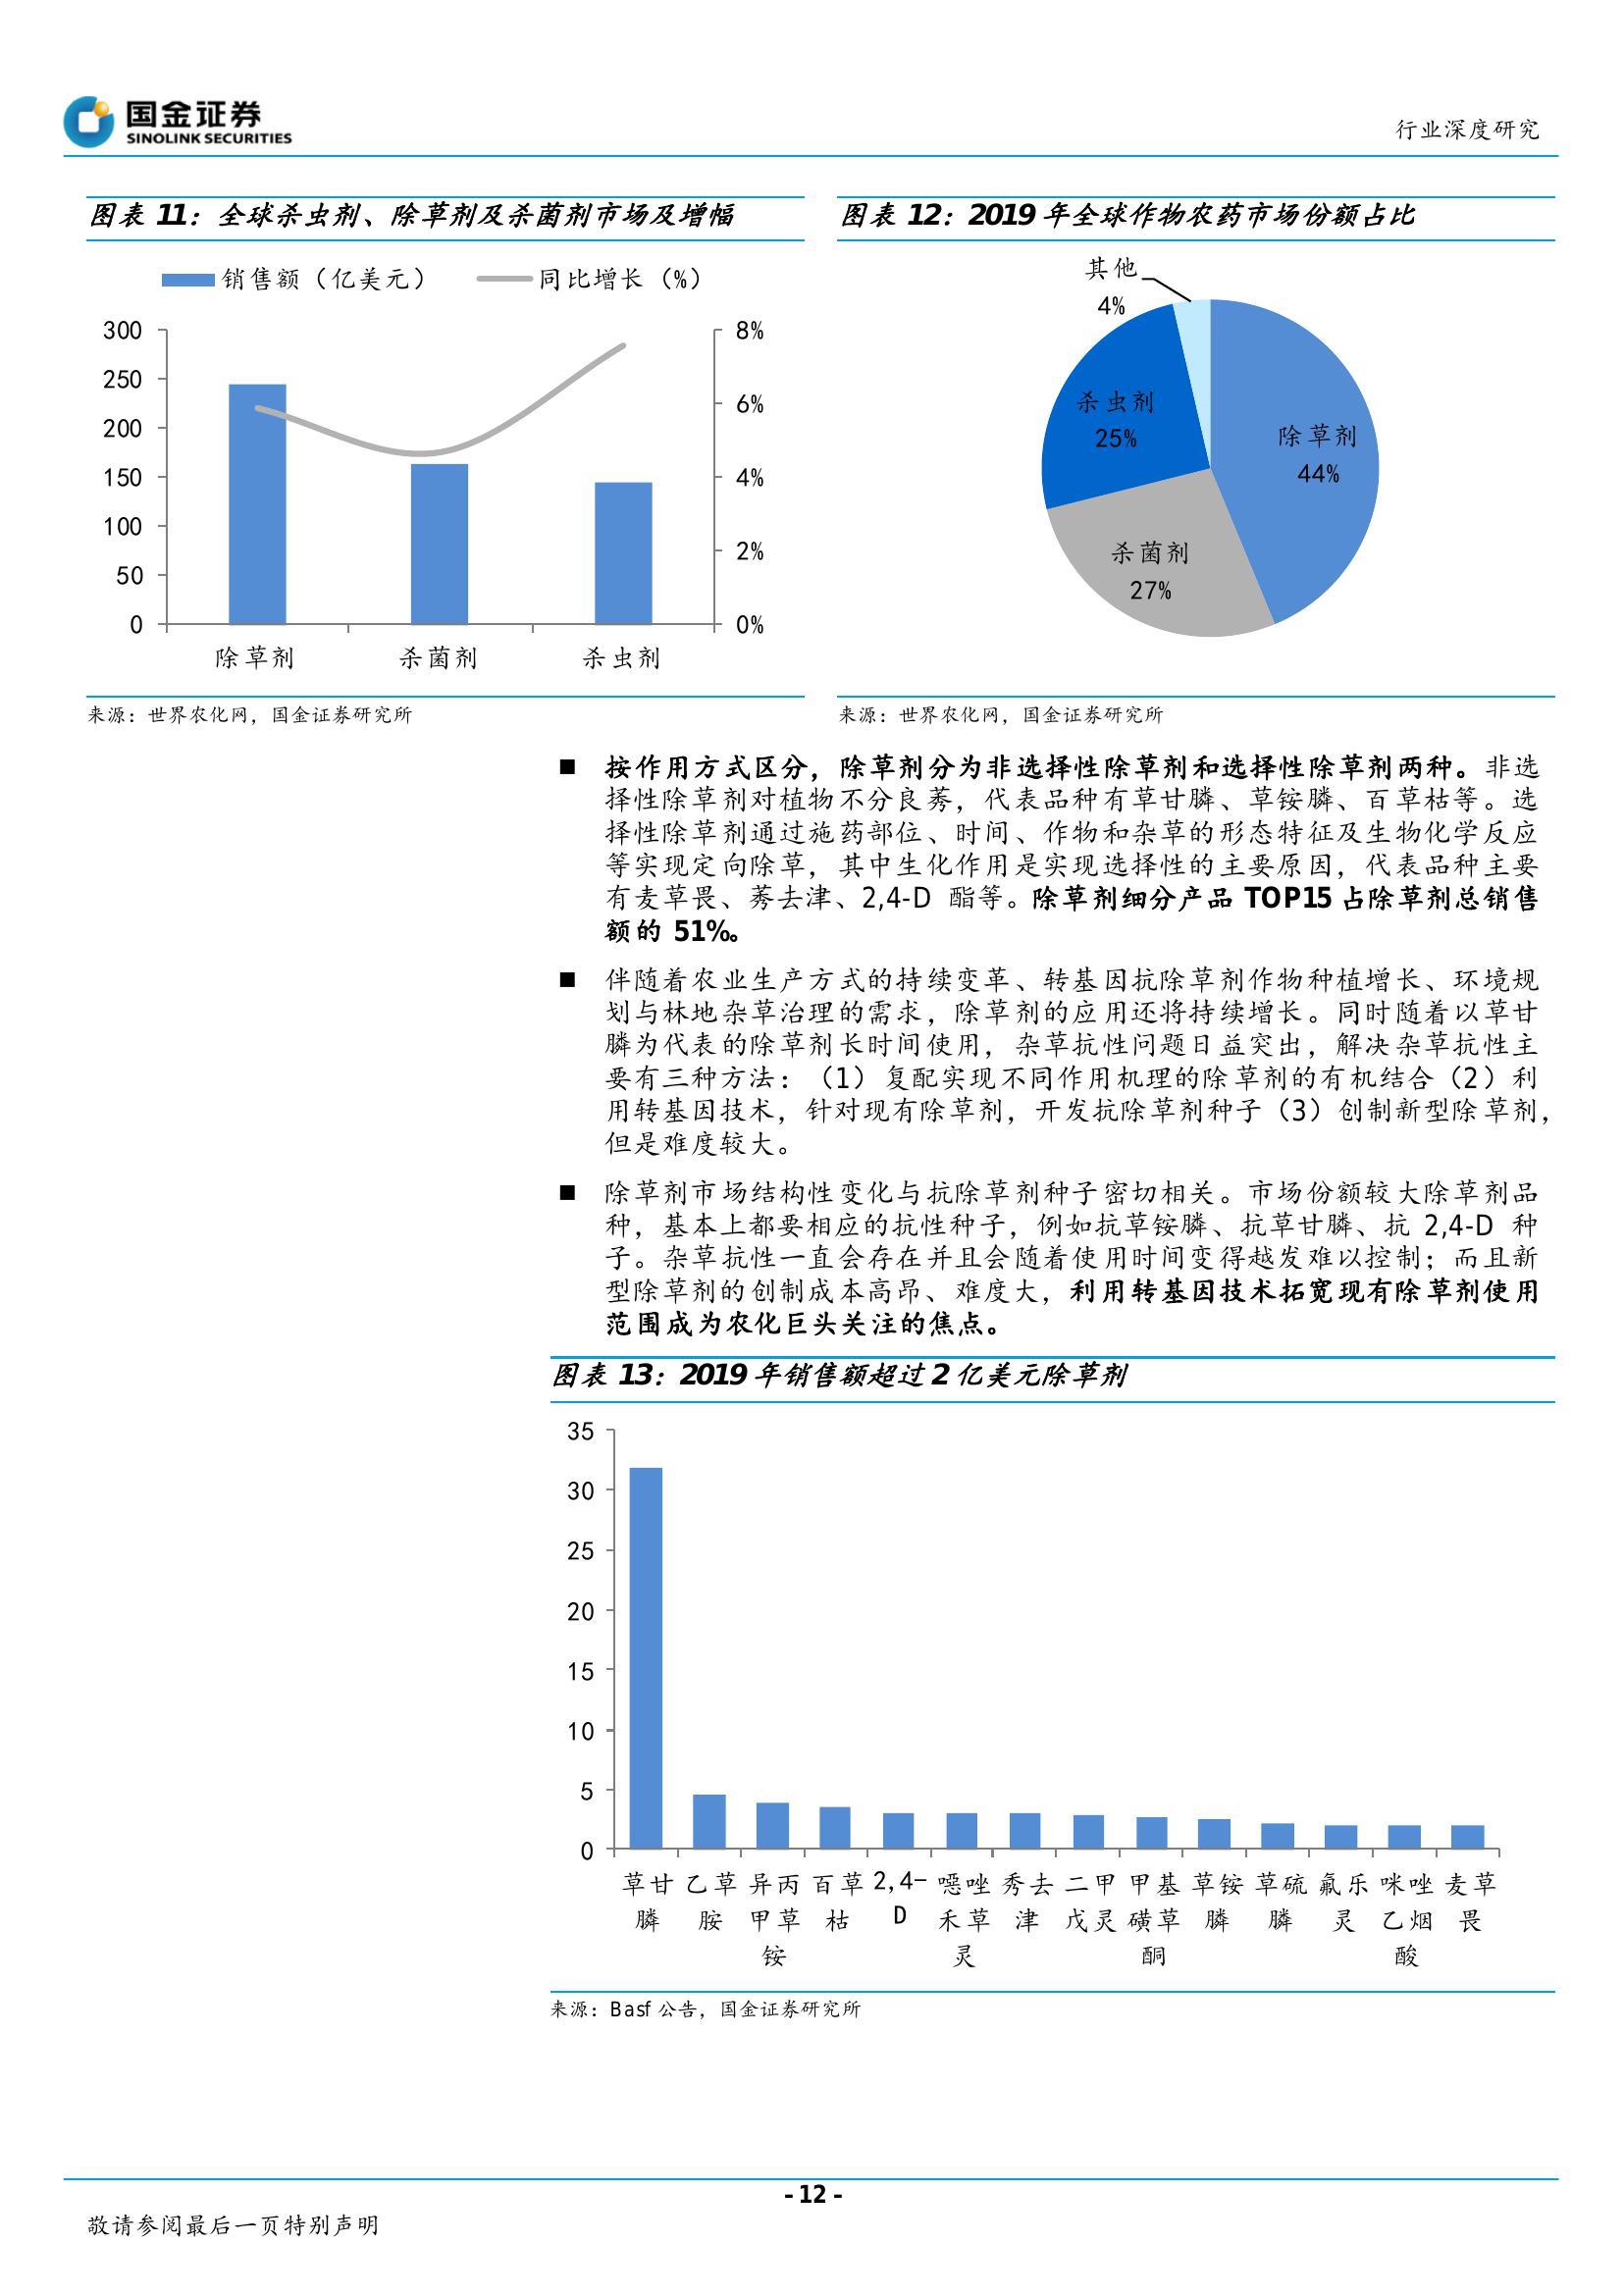 国金证券
SINOLINK SECURITIES
行业深度研究
图表 11：全球杀虫剂、除草剂及杀菌剂市场及增幅
销售额（亿美元）
同比增长（%）
300
250
200
150
100
50
0
8%
6%
4%
2%
0%
除草剂
杀菌剂
杀虫剂
来源：世界农化网，国金证券研究所
图表 12：2019 年全球作物农药市场份额占比
其他
4%
杀虫剂
25%
除草剂
44%
杀菌剂
27%
来源：世界农化网，国金证券研究所
■ 按作用方式区分，除草剂分为非选择性除草剂和选择性除草剂两种。非选
择性除草剂对植物不分良莠，代表品种有草甘膦、草铵膦、百草枯等。选
择性除草剂通过施药部位、时间、作物和杂草的形态特征及生物化学反应
等实现定向除草，其中生化作用是实现选择性的主要原因，代表品种主要
有麦草畏、莠去津、2,4-D 酯等。除草剂细分产品 TOP15 占除草剂总销售
额的 51%。
■ 伴随着农业生产方式的持续变革、转基因抗除草剂作物种植增长、环境规
划与林地杂草治理的需求，除草剂的应用还将持续增长。同时随着以草甘
膦为代表的除草剂长时间使用，杂草抗性问题日益突出，解决杂草抗性主
要有三种方法：（1）复配实现不同作用机理的除草剂的有机结合（2）利
用转基因技术，针对现有除草剂，开发抗除草剂种子（3）创制新型除草剂，
但是难度较大。
■ 除草剂市场结构性变化与抗除草剂种子密切相关。市场份额较大除草剂品
种，基本上都要相应的抗性种子，例如抗草铵膦、抗草甘膦、抗 2,4-D 种
子。杂草抗性一直会存在并且会随着使用时间变得越发难以控制；而且新
型除草剂的创制成本高昂、难度大，利用转基因技术拓宽现有除草剂使用
范围成为农化巨头关注的焦点。
图表 13：2019 年销售额超过 2 亿美元除草剂
35
30
25
20
15
10
5
0
草甘 乙草 异丙 百草 2,4- 噁唑 秀去 二甲 甲基 草铵 草硫 氟乐 咪唑 麦草
膦 胺 甲草 枯 D 禾草 津 戊灵 磺草 膦 膦 灵 乙烟 畏
铵 灵 酮 酸
来源：Basf 公告，国金证券研究所
- 12 -
敬请参阅最后一页特别声明